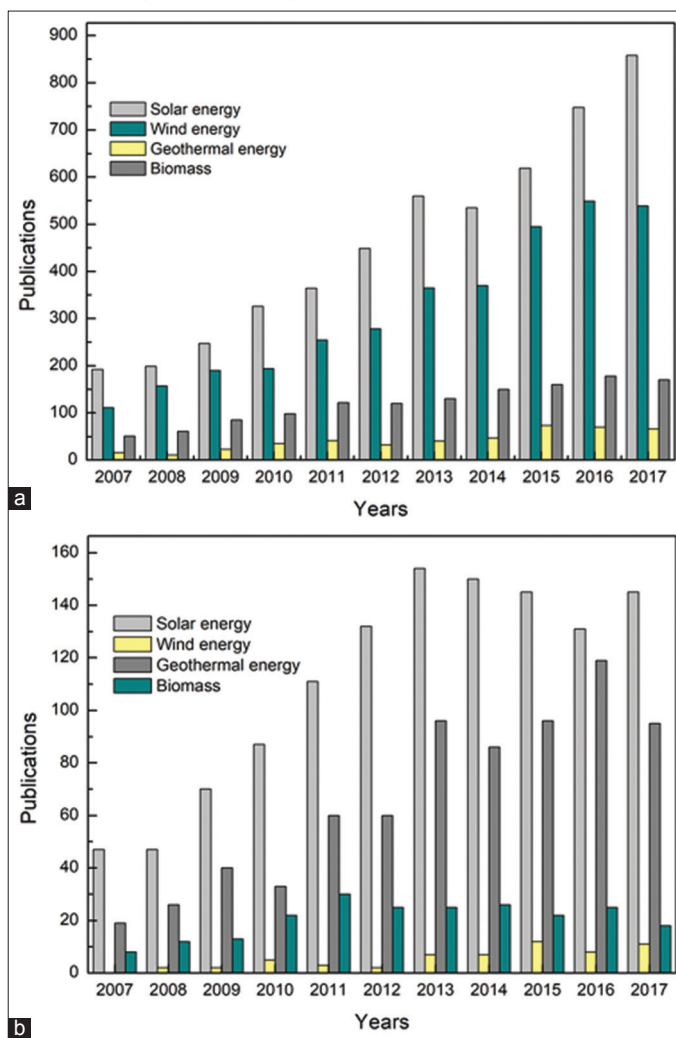 900
800
700
600
500
400
300
200
100
0
Publications
Solar energy
Wind energy
Geothermal energy
Biomass
2007 2008 2009 2010 2011 2012 2013 2014 2015 2016 2017
Years
a
160
140
120
100
80
60
40
20
0
Publications
Solar energy
Wind energy
Geothermal energy
Biomass
2007 2008 2009 2010 2011 2012 2013 2014 2015 2016 2017
Years
b